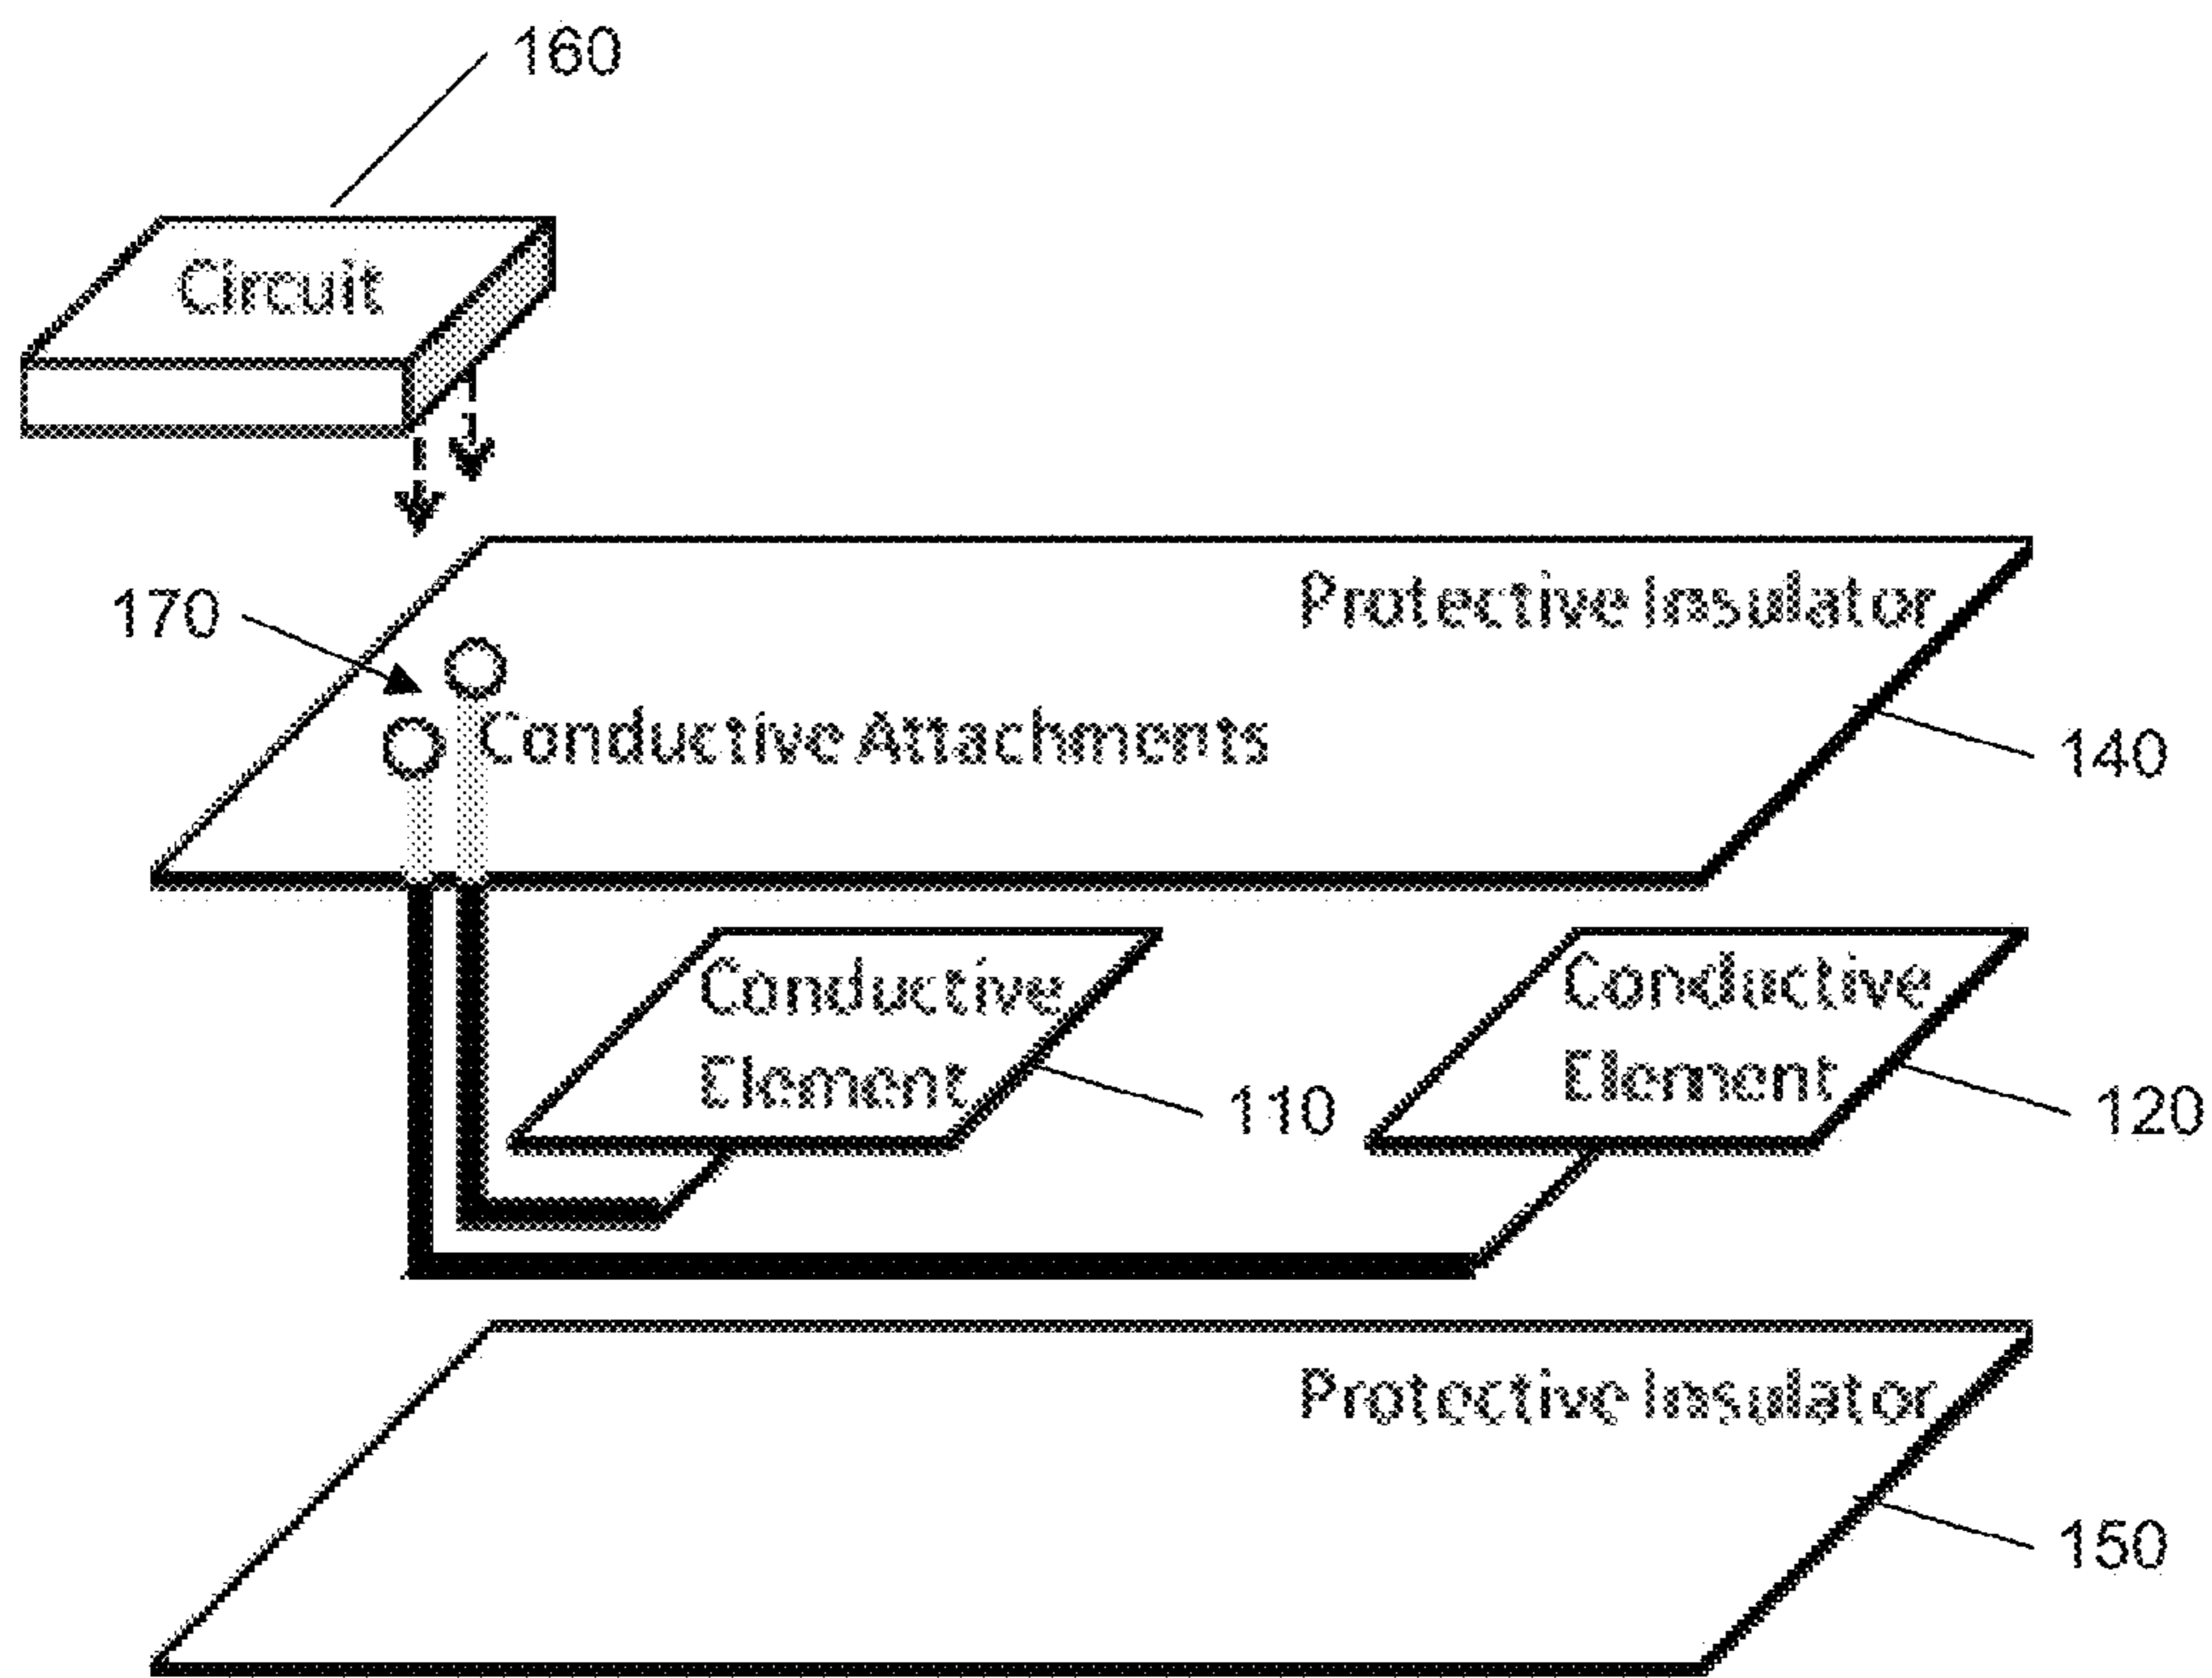 160
Circuit
Protective Insulator
170
Conductive Attachments
140
Conductive
Element
110
Conductive
Element
120
Protective Insulator
150